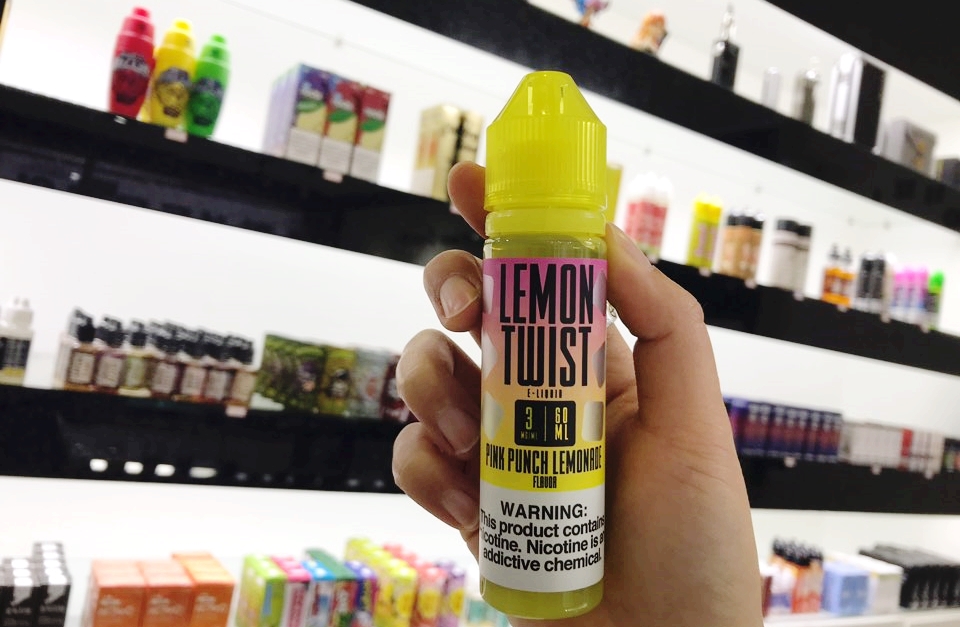 LEMON
TWIST
E-LIQUID
3 60
MG/ML ML
PINK PUNCH LEMONADE
FLAVOR
WARNING:
This product contains
nicotine. Nicotine is an
addictive chemical.